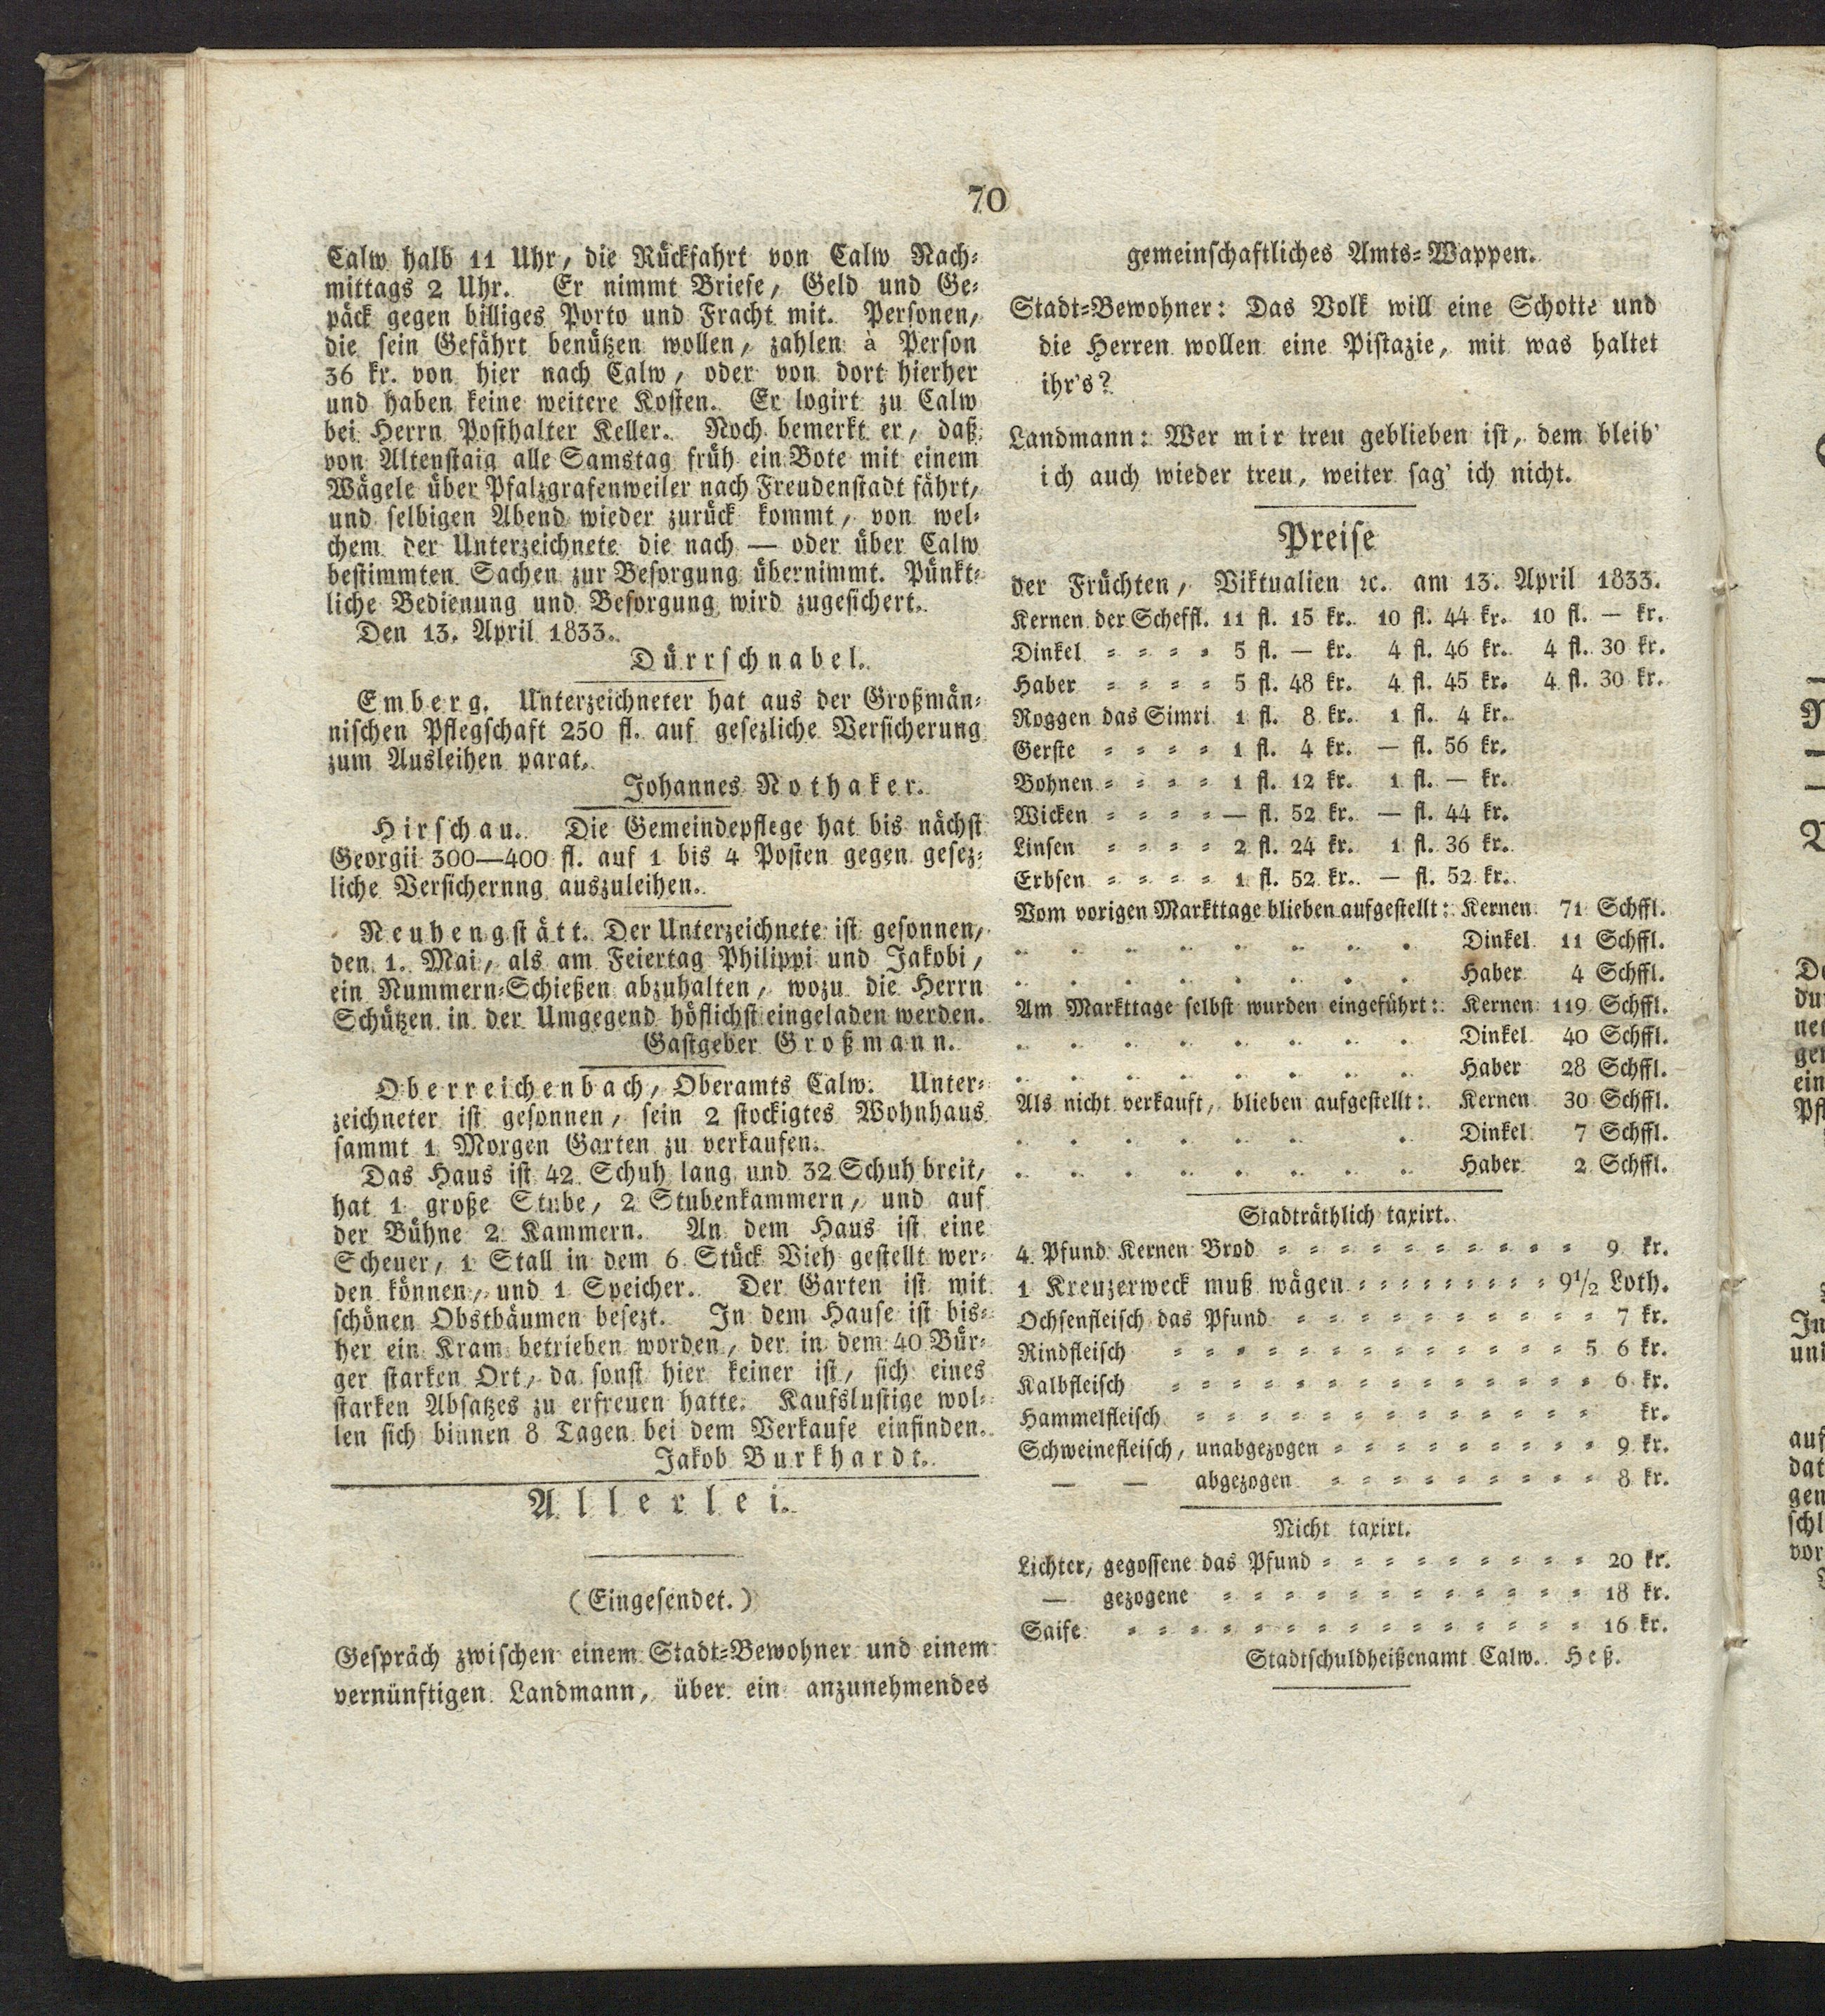 70
Calw halb 11 Uhr, die Rückfahrt von Calw Nach-
mittags 2 Uhr. Er nimmt Briefe, Geld und Ge-
päck gegen billiges Porto und Fracht mit. Personen,
die sein Gefährt benützen wollen, zahlen à Person
36 kr. von hier nach Calw, oder von dort hierher
und haben keine weitere Kosten. Er logirt zu Calw
bei Herrn Posthalter Keller. Noch bemerkt er, daß
von Altenstaig alle Samstag früh ein Bote mit einem
Wägele über Pfalzgrafenweiler nach Freudenstadt fährt,
und selbigen Abend wieder zurück kommt, von wel-
chem der Unterzeichnete die nach — oder über Calw
bestimmten Sachen zur Besorgung übernimmt. Pünkt-
liche Bedienung und Besorgung wird zugesichert.
Den 13. April 1833.
Dürrschnabel.
Emberg. Unterzeichneter hat aus der Großmän-
nischen Pflegschaft 250 fl. auf gesezliche Versicherung
zum Ausleihen parat.
Johannes Nothaker.
Hirschau. Die Gemeindepflege hat bis nächst
Georgii 300—400 fl. auf 1 bis 4 Posten gegen gesez-
liche Versichernng auszuleihen.
Neuhengstätt. Der Unterzeichnete ist gesonnen,
den 1. Mai, als am Feiertag Philippi und Jakobi,
ein Nummern-Schießen abzuhalten, wozu die Herrn
Schützen in der Umgegend höflichst eingeladen werden.
Gastgeber Großmann.
Oberreichenbach, Oberamts Calw. Unter-
zeichneter ist gesonnen, sein 2 stockigtes Wohnhaus
sammt 1 Morgen Garten zu verkaufen.
Das Haus ist 42 Schuh lang und 32 Schuh breit,
hat 1 große Stube, 2 Stubenkammern, und auf
der Bühne 2 Kammern. An dem Haus ist eine
Scheuer, 1 Stall in dem 6 Stück Vieh gestellt wer-
den können, und 1 Speicher. Der Garten ist mit
schönen Obstbäumen besezt. In dem Hause ist bis-
her ein Kram betrieben worden, der in dem 40 Bür-
ger starken Ort, da sonst hier keiner ist, sich eines
starken Absatzes zu erfreuen hatte. Kaufslustige wol-
len sich binnen 8 Tagen bei dem Verkaufe einfinden.
Jakob Burkhardt.
Allerlei.
(Eingesendet.)
Gespräch zwischen einem Stadt-Bewohner und einem
vernünftigen Landmann, über ein anzunehmendes
gemeinschaftliches Amts-Wappen.
Stadt-Bewohner: Das Volk will eine Schotte und
die Herren wollen eine Pistazie, mit was haltet
ihr's?
Landmann: Wer mir treu geblieben ist, dem bleib'
ich auch wieder treu, weiter sag' ich nicht.
Preise
der Früchten, Viktualien ꝛc. am 13. April 1833.
Kernen der Scheffl. 11 fl. 15 kr. 10 fl. 44 kr. 10 fl. — kr.
Dinkel = = = = 5 fl. — kr. 4 fl. 46 kr. 4 fl. 30 kr.
Haber = = = = 5 fl. 48 kr. 4 fl. 45 kr. 4 fl. 30 kr.
Roggen das Simri 1 fl. 8 kr. 1 fl. 4 kr.
Gerste = = = = 1 fl. 4 kr. — fl. 56 kr.
Bohnen = = = = 1 fl. 12 kr. 1 fl. — kr.
Wicken = = = = — fl. 52 kr. — fl. 44 kr.
Linsen = = = = 2 fl. 24 kr. 1 fl. 36 kr.
Erbsen = = = = 1 fl. 52 kr. — fl. 52 kr.
Vom vorigen Markttage blieben aufgestellt: Kernen 71 Schffl.
. . . . . . . . Dinkel 11 Schffl.
. . . . . . . . Haber 4 Schffl.
Am Markttage selbst wurden eingeführt: Kernen 119 Schffl.
. . . . . . . . Dinkel 40 Schffl.
. . . . . . . . Haber 28 Schffl.
Als nicht verkauft, blieben aufgestellt: Kernen 30 Schffl.
. . . . . . . Dinkel 7 Schffl.
. . . . . . . . Haber 2 Schffl.
Stadträthlich taxirt.
4 Pfund Kernen Brod = = = = = = = = = = 9 kr.
1 Kreuzerweck muß wägen = = = = = = = = = 9½ Loth.
Ochsenfleisch das Pfund = = = = = = = = = = 7 kr.
Rindfleisch = = = = = = = = = = = = = 5 6 kr.
Kalbfleisch = = = = = = = = = = = = = = 6 kr.
Hammelfleisch = = = = = = = = = = = = = kr.
Schweinefleisch, unabgezogen = = = = = = = = = 9 kr.
— — abgezogen = = = = = = = = = 8 kr.
Nicht taxirt.
Lichter, gegossene das Pfund = = = = = = = = = 20 kr.
— gezogene = = = = = = = = = = = = 18 kr.
Saife = = = = = = = = = = = = = = = 16 kr.
Stadtschuldheißenamt Calw. Heß.